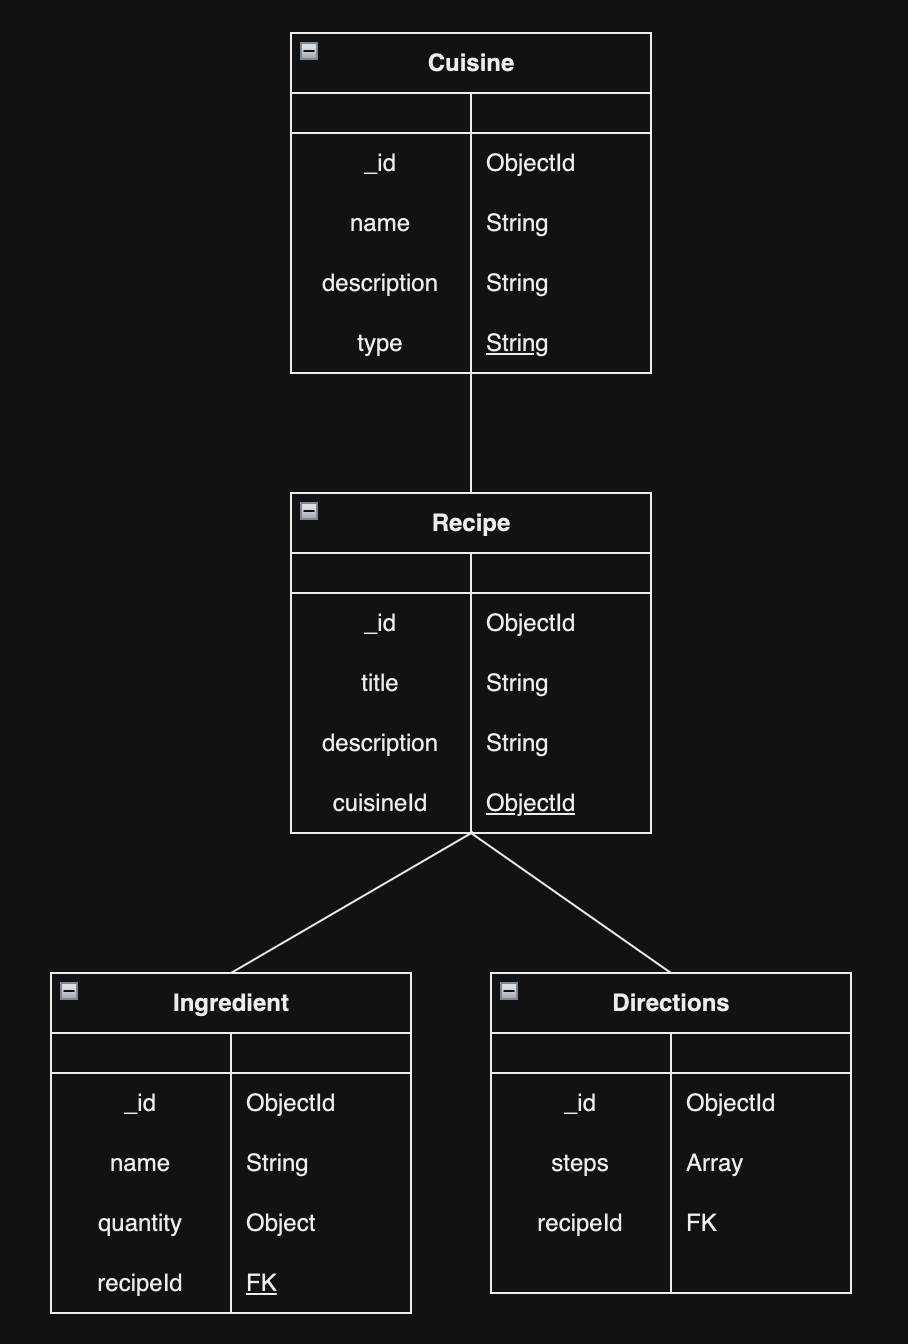 Cuisine
_id ObjectId
name String
description String
type String
Recipe
_id ObjectId
title String
description String
cuisineId ObjectId
Ingredient
_id ObjectId
name String
quantity Object
recipeId FK
Directions
_id ObjectId
steps Array
recipeId FK